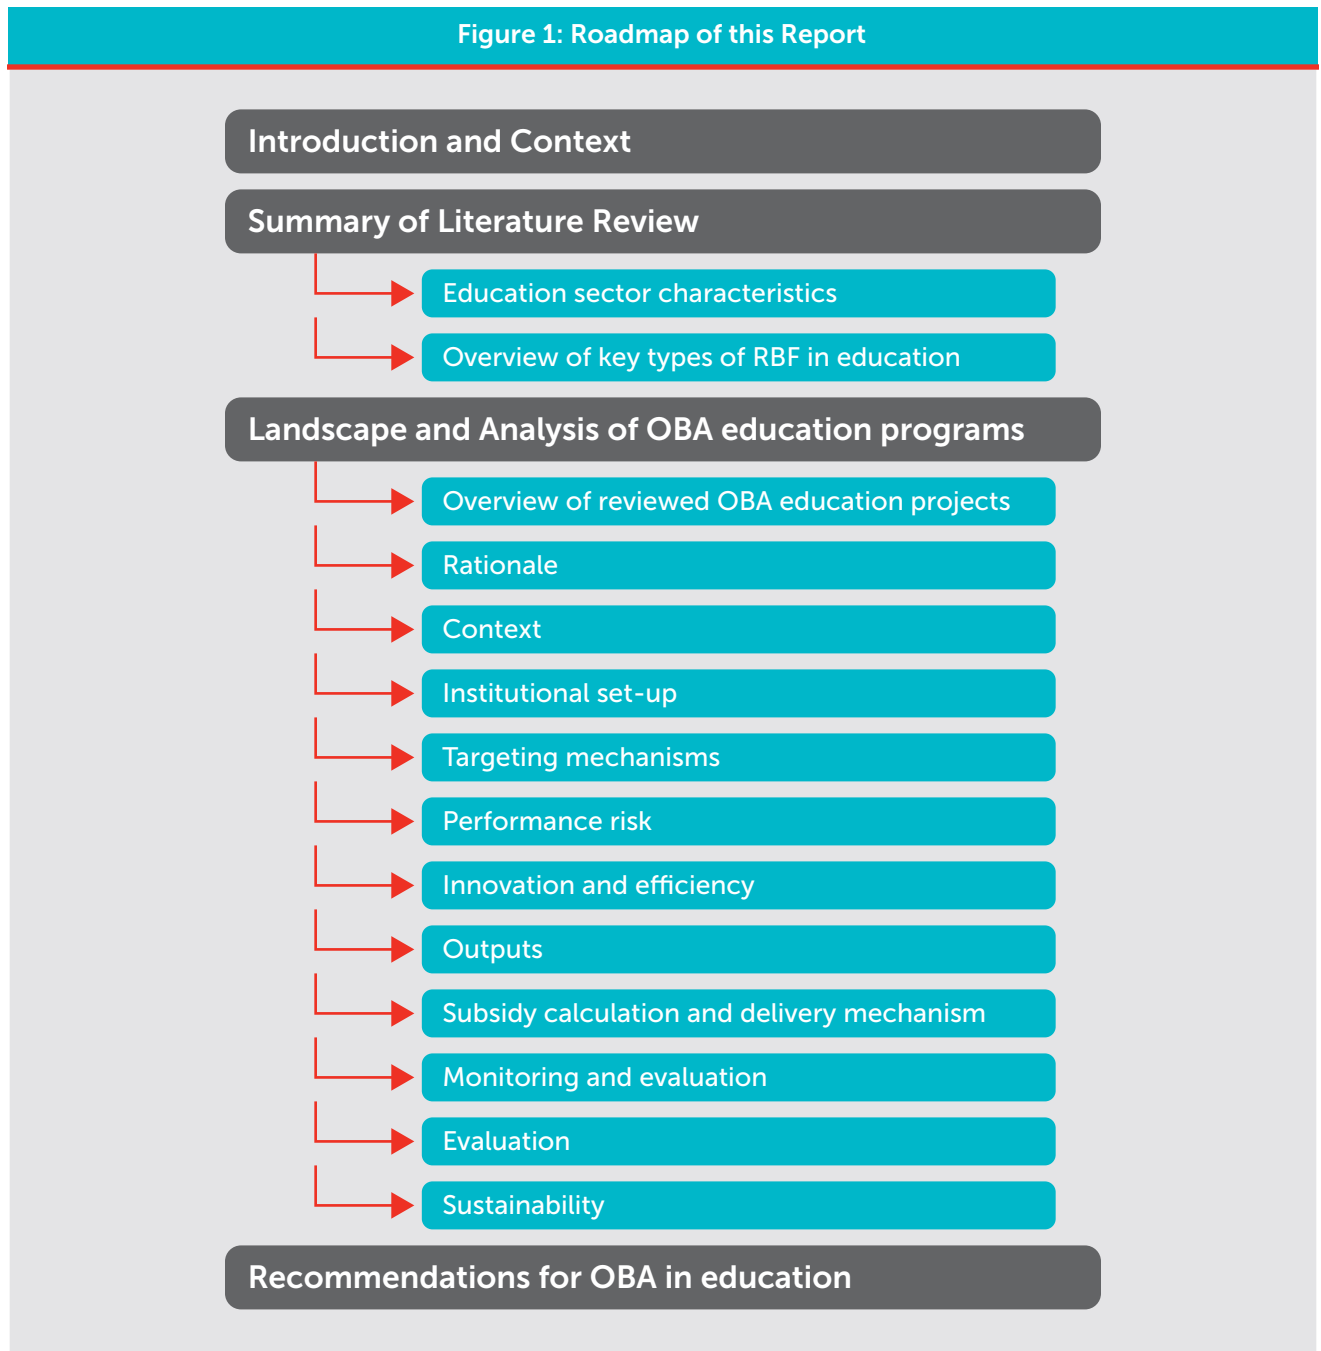 Figure 1: Roadmap of this Report
Introduction and Context
Summary of Literature Review
Education sector characteristics
Overview of key types of RBF in education
Landscape and Analysis of OBA education programs
Overview of reviewed OBA education projects
Rationale
Context
Institutional set-up
Targeting mechanisms
Performance risk
Innovation and efficiency
Outputs
Subsidy calculation and delivery mechanism
Monitoring and evaluation
Evaluation
Sustainability
Recommendations for OBA in education